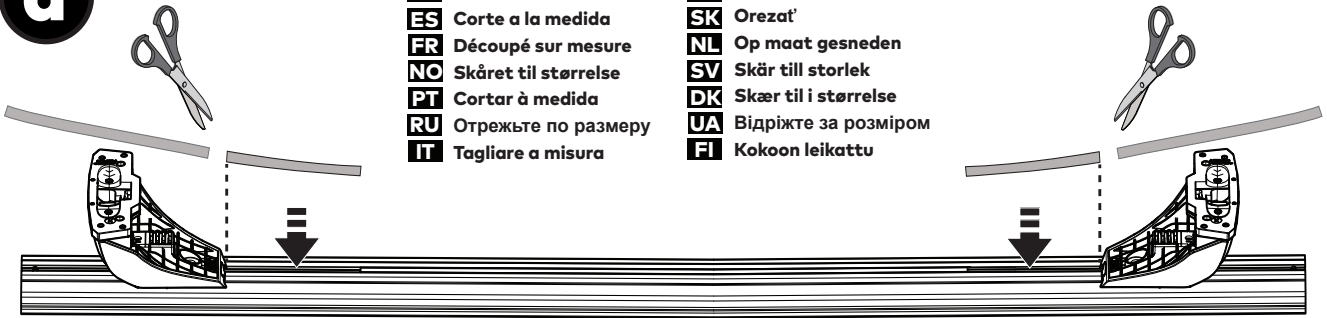 d
ES Corte a la medida
FR Découpé sur mesure
NO Skåret til størrelse
PT Cortar à medida
RU Отрежьте по размеру
IT Tagliare a misura
SK Orezať
NL Op maat gesneden
SV Skär till storlek
DK Skær til i størrelse
UA Відріжте за розміром
FI Kokoon leikattu